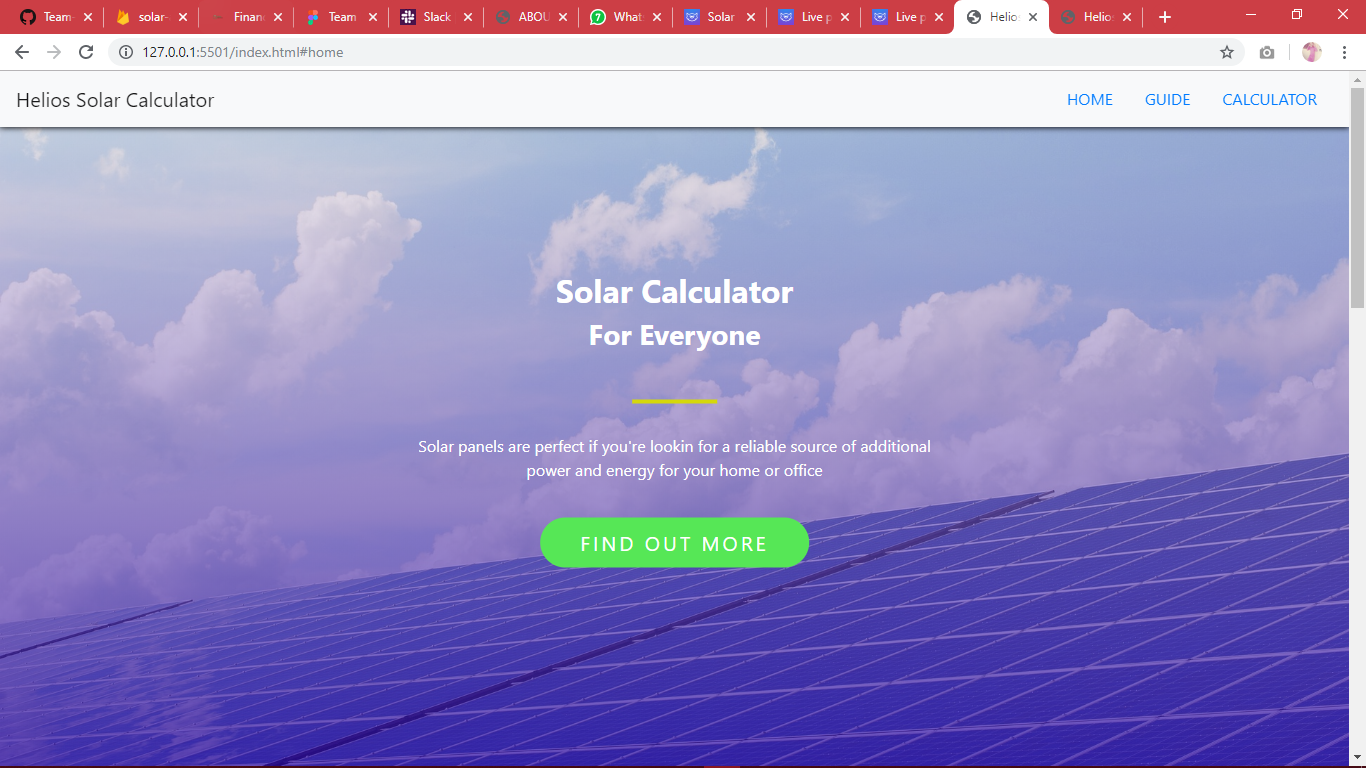 Team-
solar-
Financ
Team
Slack
ABOU
What
Solar
Live p
Live p
Helios
Helios
127.0.0.1:5501/index.html#home
Helios Solar Calculator
HOME GUIDE CALCULATOR
Solar Calculator
For Everyone
Solar panels are perfect if you're lookin for a reliable source of additional
power and energy for your home or office
FIND OUT MORE